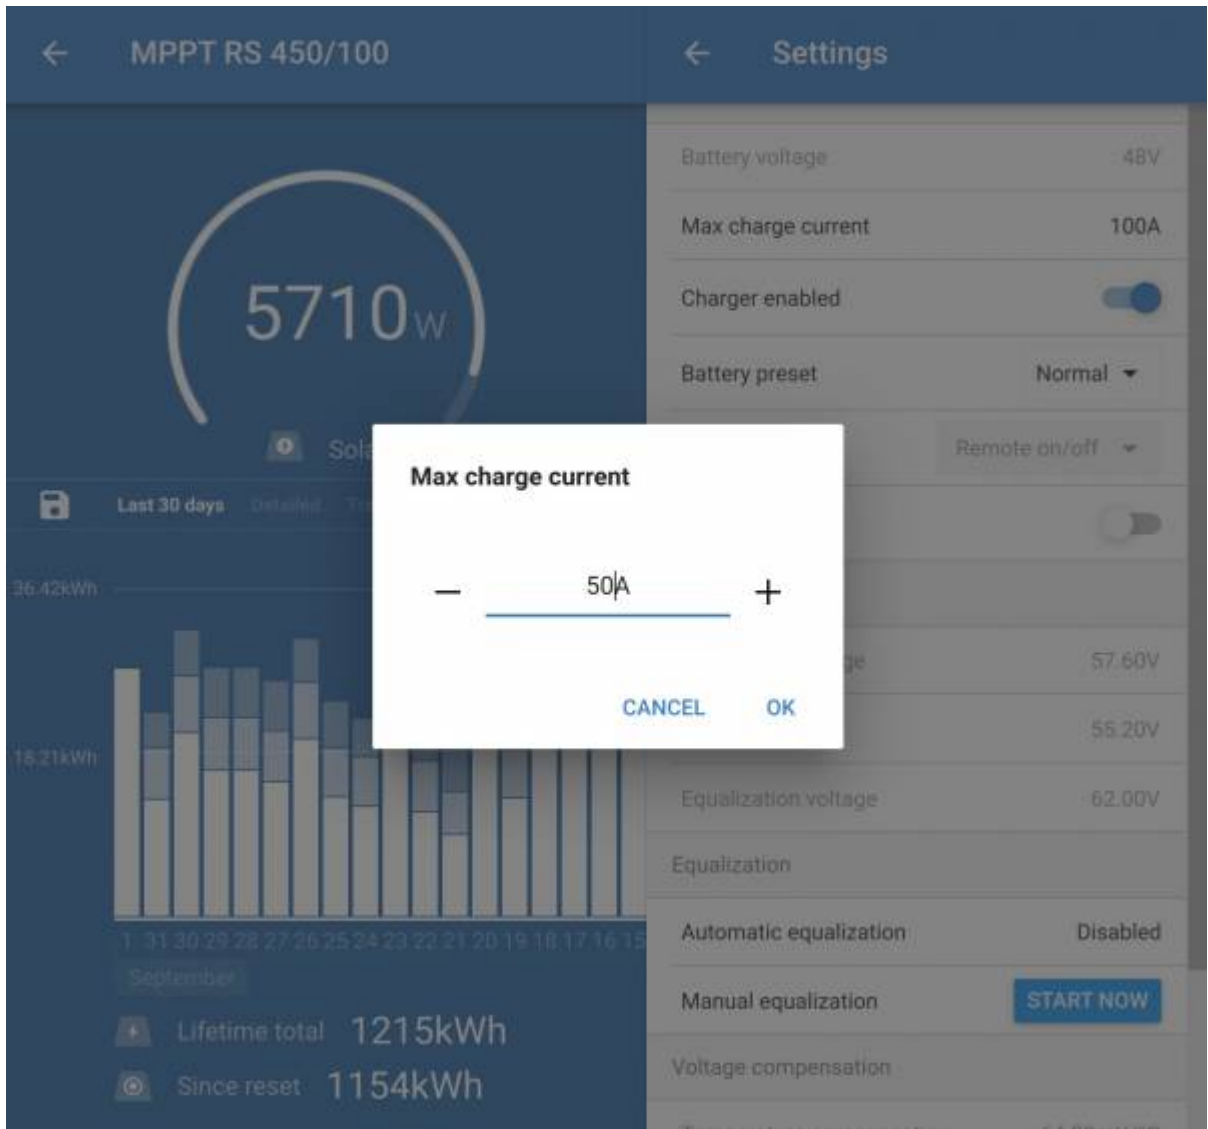 MPPT RS 450/100
5710W
Sola
Last 30 days Detailed
36.42kWh
18.21kWh
1 31 30 29 28 27 26 25 24 23 22 21 20 19 18 17 16 15
September
Lifetime total 1215kWh
Since reset 1154kWh
Settings
Battery voltage 48V
Max charge current 100A
Charger enabled
Battery preset Normal
Remote on/off
57.60V
55.20V
Equalization voltage 62.00V
Equalization
Automatic equalization Disabled
Manual equalization START NOW
Voltage compensation
Max charge current
− 50A +
CANCEL OK